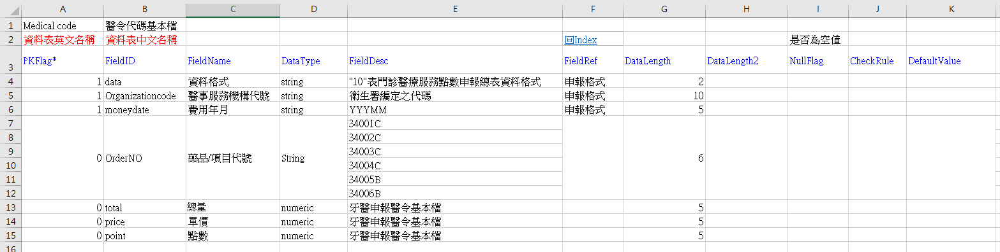 A B C D E F G H I J K
1 Medical code 醫令代碼基本檔
2 資料表英文名稱 資料表中文名稱 回Index 是否為空值
3 PKFlag* FieldID FieldName DataType FieldDesc FieldRef DataLength DataLength2 NullFlag CheckRule DefaultValue
4 1 data 資料格式 string "10"表門診醫療服務點數申報總表資料格式 申報格式 2
5 1 Organizationcode 醫事服務機構代號 string 衛生署編定之代碼 申報格式 10
6 1 moneydate 費用年月 string YYYMM 申報格式 5
7 34001C
8 34002C
9 0 OrderNO 藥品/項目代號 String 34003C 6
10 34004C
11 34005B
12 34006B
13 0 total 總量 numeric 牙醫申報醫令基本檔 5
14 0 price 單價 numeric 牙醫申報醫令基本檔 5
15 0 point 點數 numeric 牙醫申報醫令基本檔 5
16